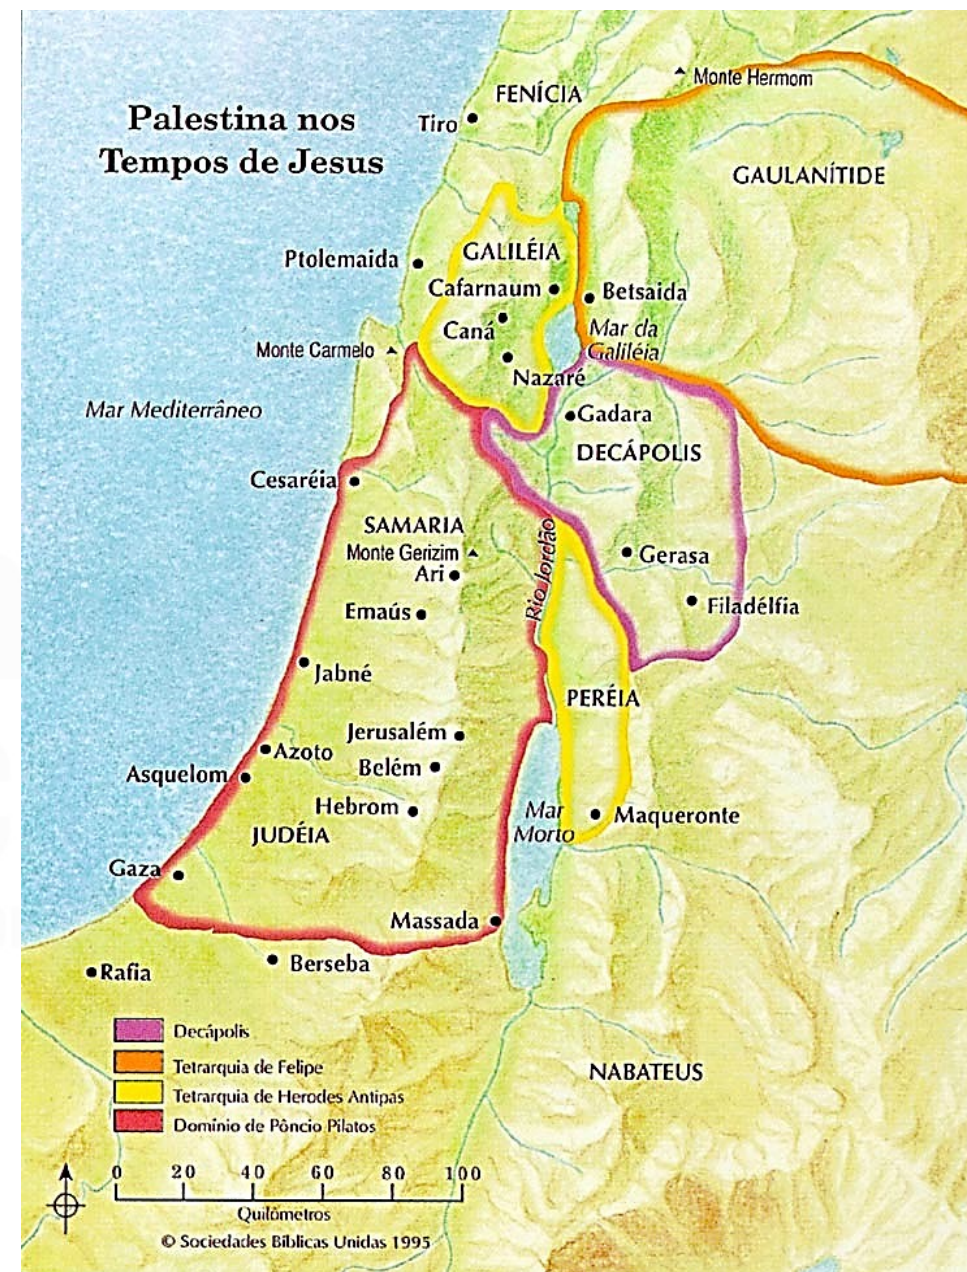 Palestina nos
Tempos de Jesus
FENÍCIA
Monte Hermom
Tiro
GAULANÍTIDE
Ptolemaida
GALILÉIA
Cafarnaum
Betsaida
Caná
Mar da
Galiléia
Monte Carmelo
Nazaré
Mar Mediterrâneo
Gadara
DECÁPOLIS
Cesaréia
SAMARIA
Monte Gerizim
Ari
Rio Jordão
Gerasa
Emaús
Filadélfia
Jabné
PERÉIA
Jerusalém
Azoto
Belém
Asquelom
Hebrom
Mar
Morto
Maqueronte
JUDÉIA
Gaza
Massada
Berseba
Rafia
Decápolis
Tetrarquia de Felipe
Tetrarquia de Herodes Antipas
Domínio de Pôncio Pilatos
NABATEUS
0 20 40 60 80 100
Quilômetros
© Sociedades Bíblicas Unidas 1995